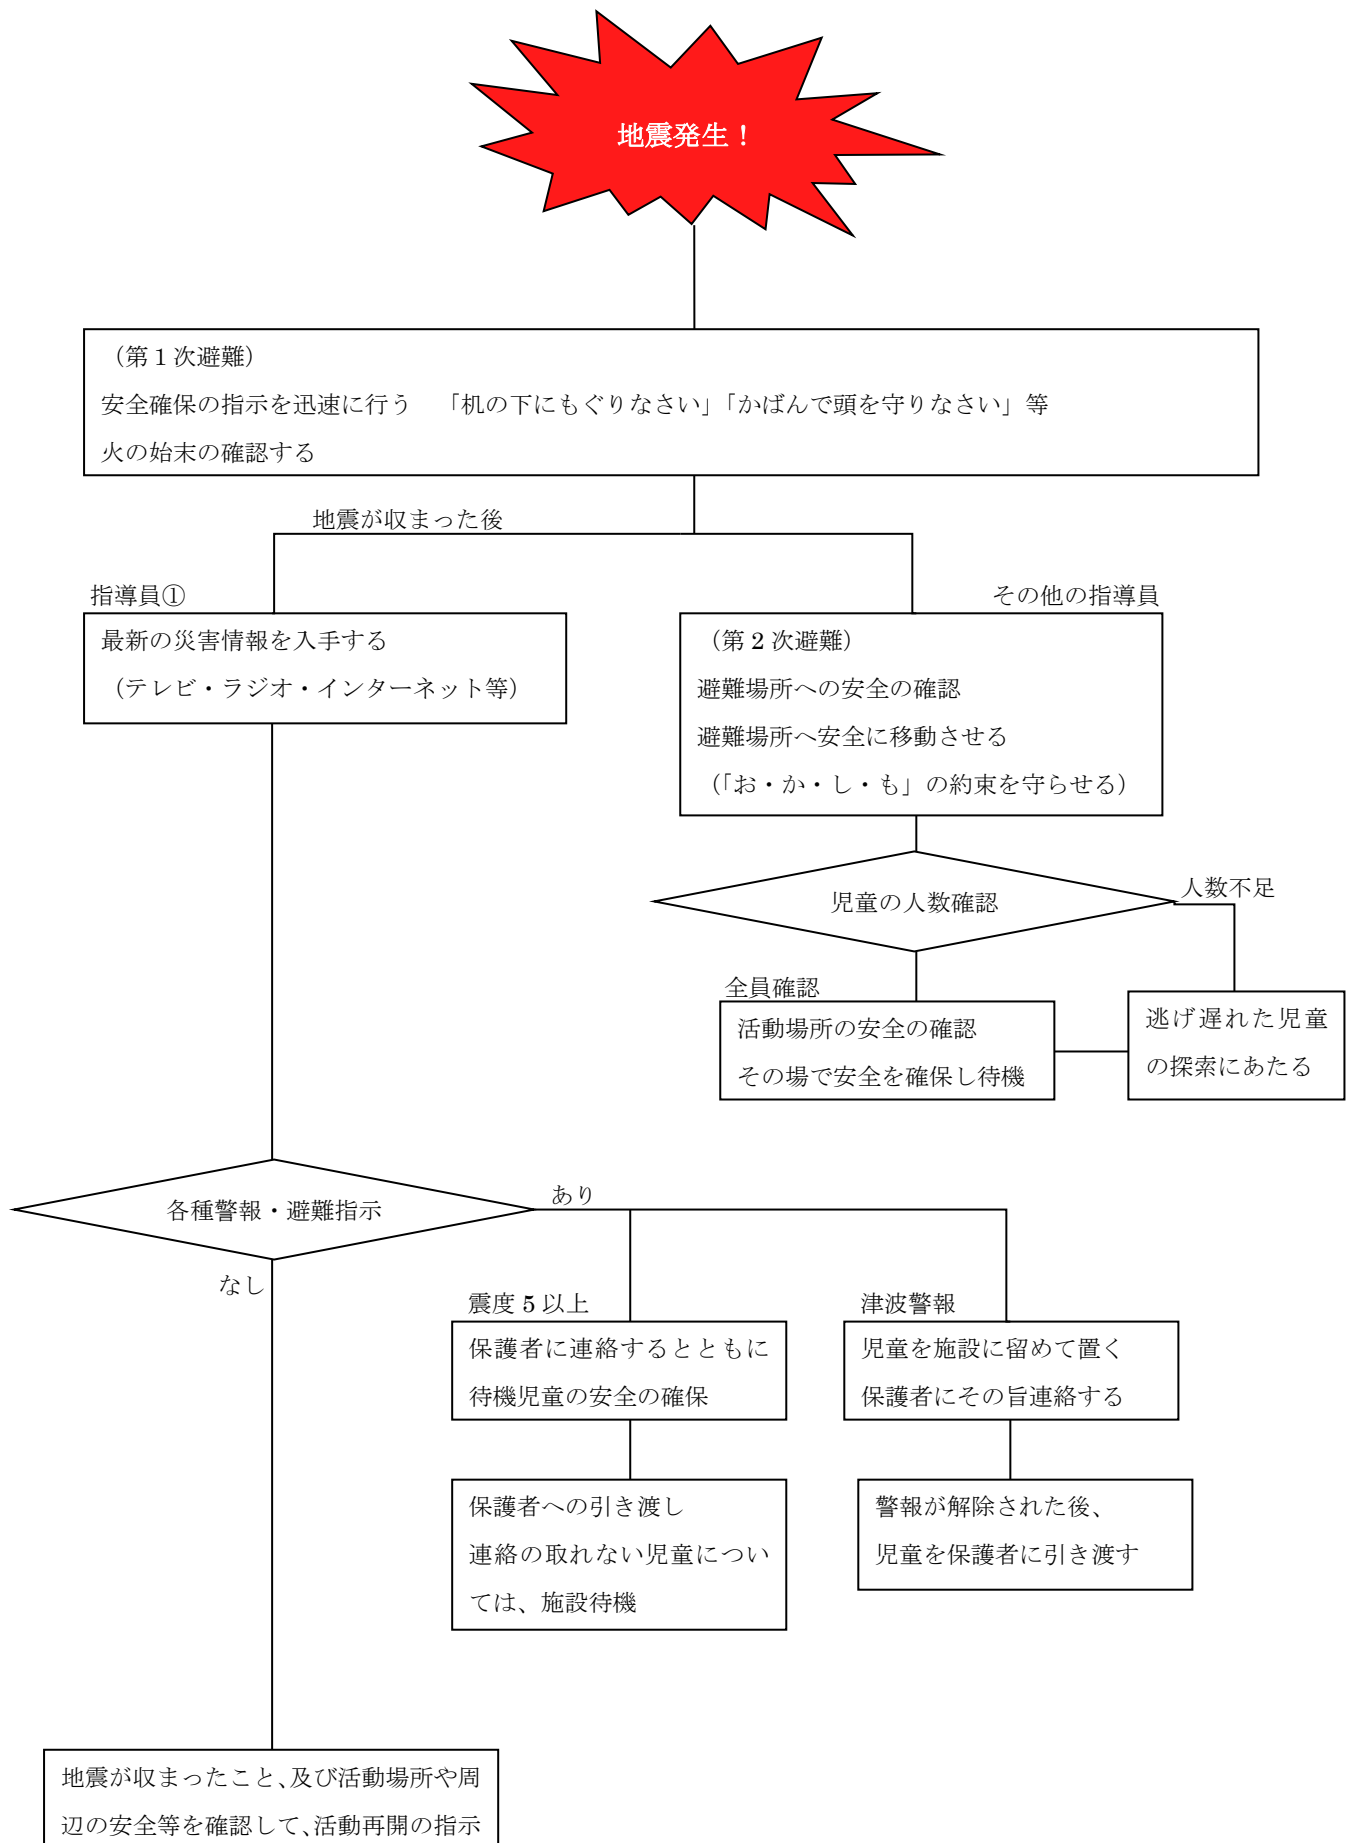 地震発生！
（第１次避難）
安全確保の指示を迅速に行う　「机の下にもぐりなさい」「かばんで頭を守りなさい」等
火の始末の確認する
地震が収まった後
指導員①
最新の災害情報を入手する
（テレビ・ラジオ・インターネット等）
その他の指導員
（第 2 次避難）
避難場所への安全の確認
避難場所へ安全に移動させる
（「お・か・し・も」の約束を守らせる）
児童の人数確認
人数不足
全員確認
活動場所の安全の確認
その場で安全を確保し待機
逃げ遅れた児童
の探索にあたる
各種警報・避難指示
あり
なし
震度 5 以上
保護者に連絡するとともに
待機児童の安全の確保
保護者への引き渡し
連絡の取れない児童につい
ては、施設待機
津波警報
児童を施設に留めて置く
保護者にその旨連絡する
警報が解除された後、
児童を保護者に引き渡す
地震が収まったこと、及び活動場所や周
辺の安全等を確認して、活動再開の指示